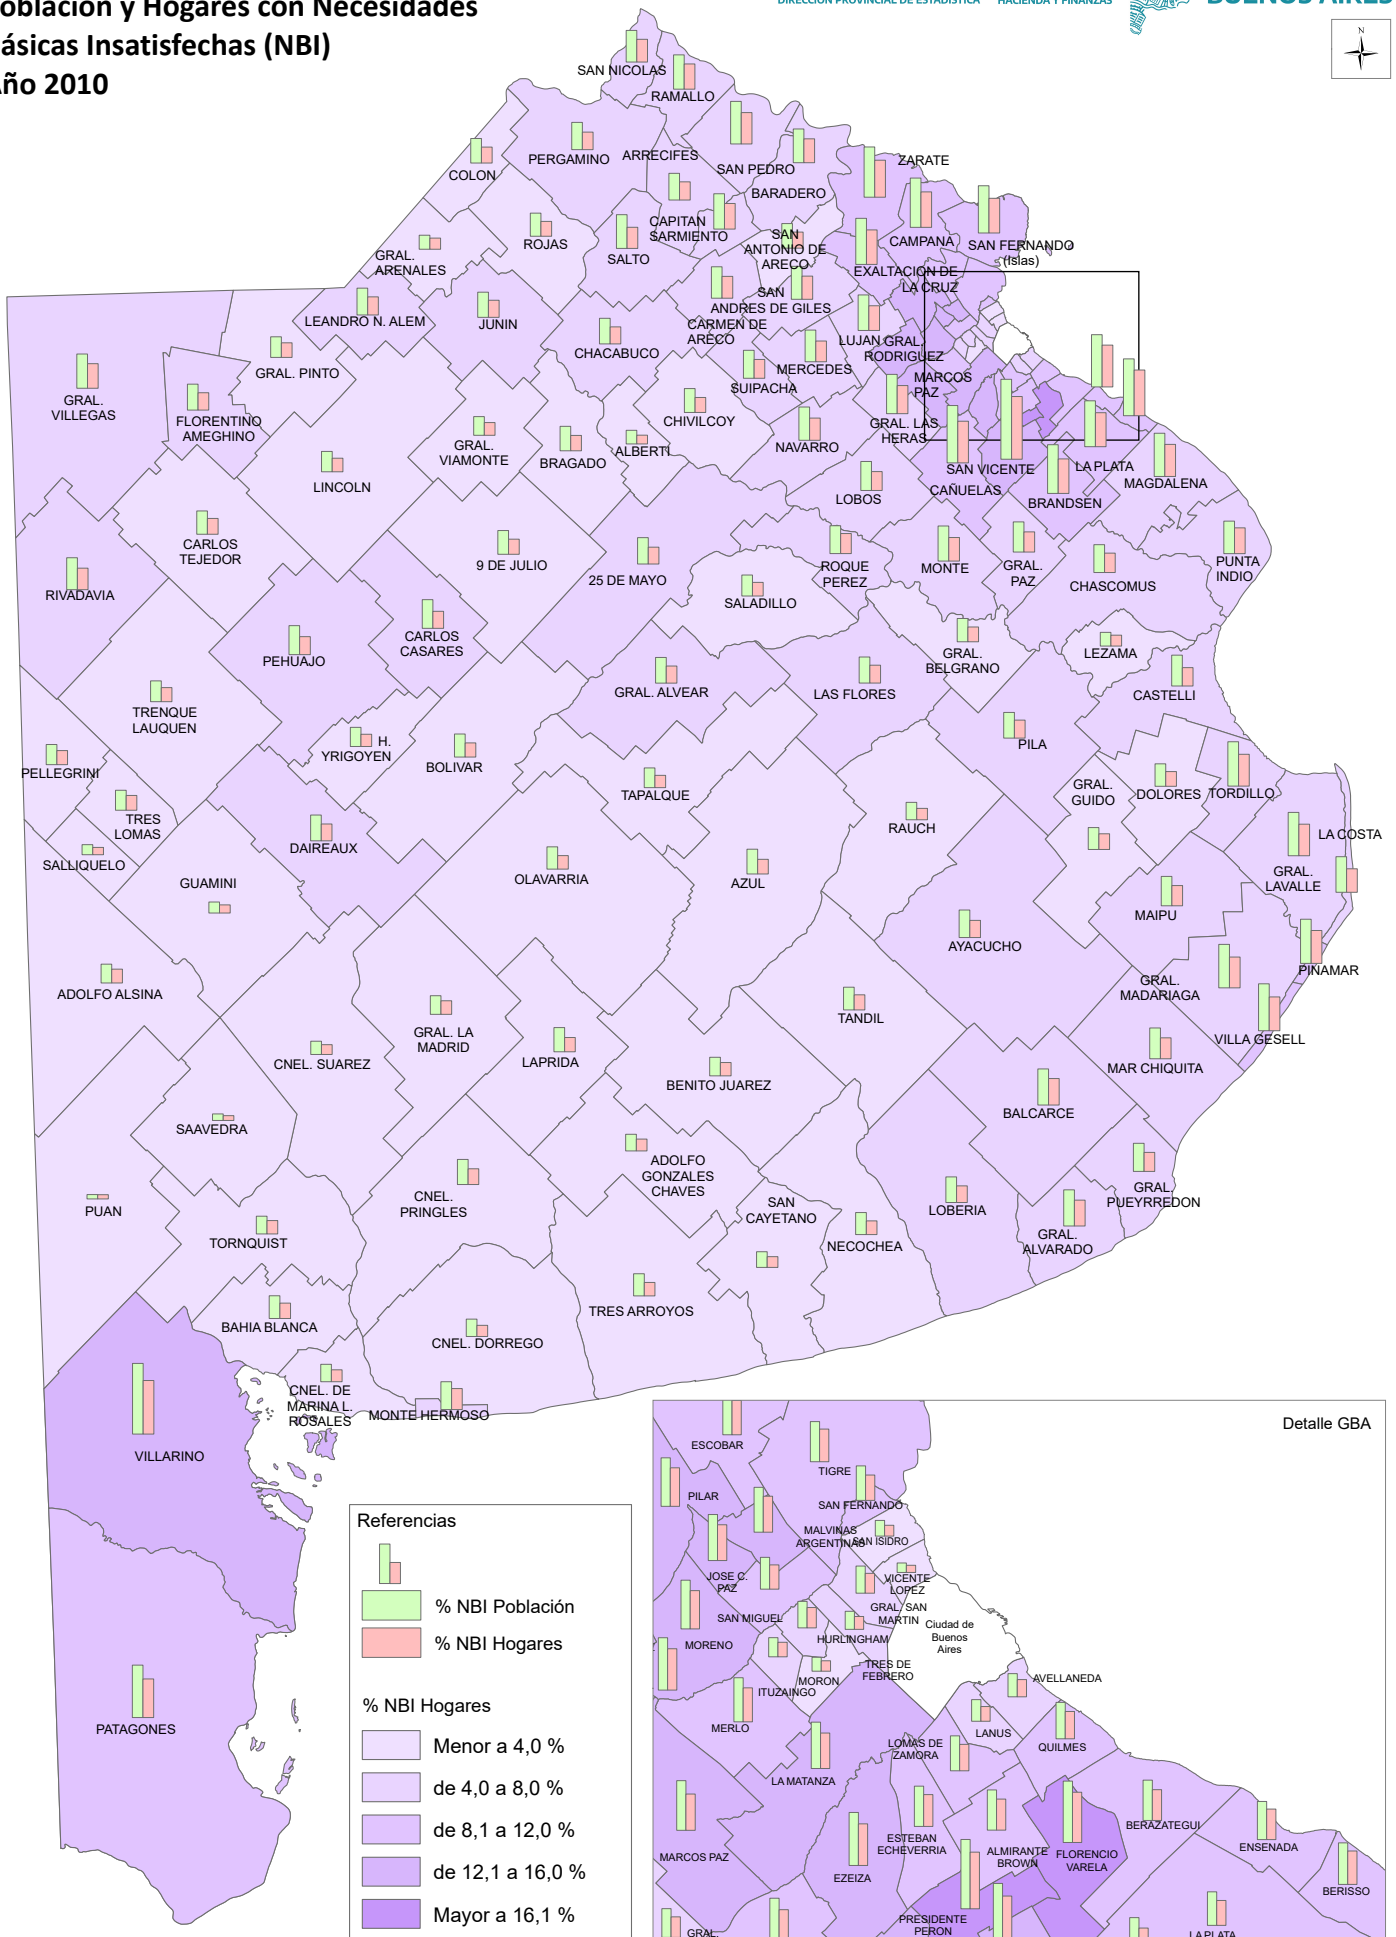 oblación y Hogares con Necesidades
ásicas Insatisfechas (NBI)
ño 2010
DIRECCIÓN PROVINCIAL DE ESTADÍSTICA
HACIENDA Y FINANZAS
BUENOS AIRES
SAN NICOLAS
RAMALLO
COLON
PERGAMINO
ARRECIFES
SAN PEDRO
BARADERO
ZARATE
CAMPANA
SAN FERNANDO
(Islas)
GRAL.
ARENALES
ROJAS
SALTO
CAPITAN
SARMIENTO
SAN
ANTONIO DE
ARECO
EXALTACION DE
LA CRUZ
LEANDRO N. ALEM
JUNIN
CHACABUCO
CARMEN DE
ARECO
SAN
ANDRES DE GILES
LUJAN
GRAL.
RODRIGUEZ
GRAL.
VILLEGAS
GRAL. PINTO
FLORENTINO
AMEGHINO
LINCOLN
GRAL.
VIAMONTE
BRAGADO
ALBERTI
CHIVILCOY
SUIPACHA
MERCEDES
MARCOS
PAZ
GRAL. LAS
HERAS
NAVARRO
LOBOS
SAN VICENTE
CAÑUELAS
LA PLATA
BRANDSEN
MAGDALENA
CARLOS
TEJEDOR
9 DE JULIO
25 DE MAYO
ROQUE
PEREZ
MONTE
GRAL.
PAZ
CHASCOMUS
PUNTA
INDIO
RIVADAVIA
PEHUAJO
CARLOS
CASARES
SALADILLO
GRAL.
BELGRANO
LEZAMA
TRENQUE
LAUQUEN
GRAL. ALVEAR
LAS FLORES
CASTELLI
PELLEGRINI
TRES
LOMAS
H.
YRIGOYEN
BOLIVAR
TAPALQUE
PILA
GRAL.
GUIDO
DOLORES
TORDILLO
SALLIQUELO
GUAMINI
DAIREAUX
OLAVARRIA
AZUL
RAUCH
LA COSTA
GRAL.
LAVALLE
ADOLFO ALSINA
AYACUCHO
MAIPU
GRAL.
MADARIAGA
PINAMAR
VILLA GESELL
CNEL. SUAREZ
GRAL. LA
MADRID
LAPRIDA
BENITO JUAREZ
TANDIL
MAR CHIQUITA
SAAVEDRA
BALCARCE
PUAN
TORNQUIST
CNEL.
PRINGLES
ADOLFO
GONZALES
CHAVES
SAN
CAYETANO
NECOCHEA
LOBERIA
GRAL.
ALVARADO
GRAL.
PUEYRREDON
BAHIA BLANCA
CNEL. DORREGO
TRES ARROYOS
CNEL. DE
MARINA L.
ROSALES
MONTE HERMOSO
VILLARINO
PATAGONES
Referencias
% NBI Población
% NBI Hogares
% NBI Hogares
Menor a 4,0 %
de 4,0 a 8,0 %
de 8,1 a 12,0 %
de 12,1 a 16,0 %
Mayor a 16,1 %
Detalle GBA
ESCOBAR
TIGRE
PILAR
SAN FERNANDO
MALVINAS
ARGENTINAS
SAN ISIDRO
JOSE C.
PAZ
VICENTE
LOPEZ
SAN MIGUEL
GRAL. SAN
MARTIN
Ciudad de
Buenos
Aires
MORENO
HURLINGHAM
TRES DE
FEBRERO
MORON
ITUZAINGO
AVELLANEDA
MERLO
LANUS
QUILMES
LOMAS DE
ZAMORA
LA MATANZA
MARCOS PAZ
ESTEBAN
ECHEVERRIA
ALMIRANTE
BROWN
FLORENCIO
VARELA
BERAZATEGUI
ENSENADA
EZEIZA
BERISSO
PRESIDENTE
PERON
GRAL.
LA PLATA